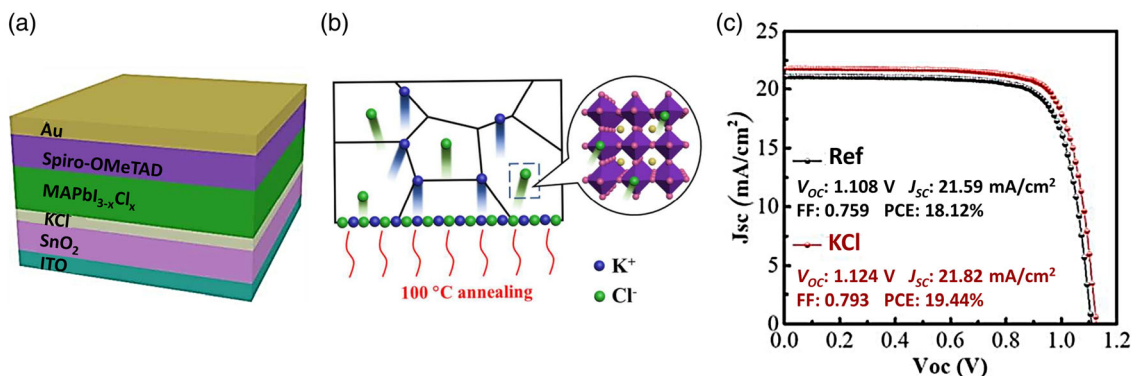 (a)
Au
Spiro-OMeTAD
MAPbI3-xClx
KCl
SnO2
ITO
(b)
K+
Cl-
100 °C annealing
(c)
25
20
15
10
5
0
Jsc (mA/cm²)
Ref
VOC: 1.108 V JSC: 21.59 mA/cm²
FF: 0.759 PCE: 18.12%
KCl
VOC: 1.124 V JSC: 21.82 mA/cm²
FF: 0.793 PCE: 19.44%
0.0 0.2 0.4 0.6 0.8 1.0 1.2
Voc (V)